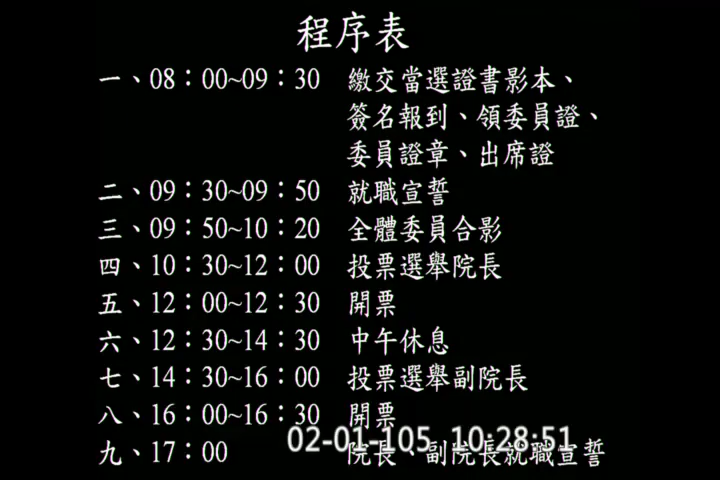 程序表
一、08：00~09：30 繳交當選證書影本、
簽名報到、領委員證、
委員證章、出席證
二、09：30~09：50 就職宣誓
三、09：50~10：20 全體委員合影
四、10：30~12：00 投票選舉院長
五、12：00~12：30 開票
六、12：30~14：30 中午休息
七、14：30~16：00 投票選舉副院長
八、16：00~16：30 開票
02-01-105 10:28:51
九、17：00 院長、副院長就職宣誓